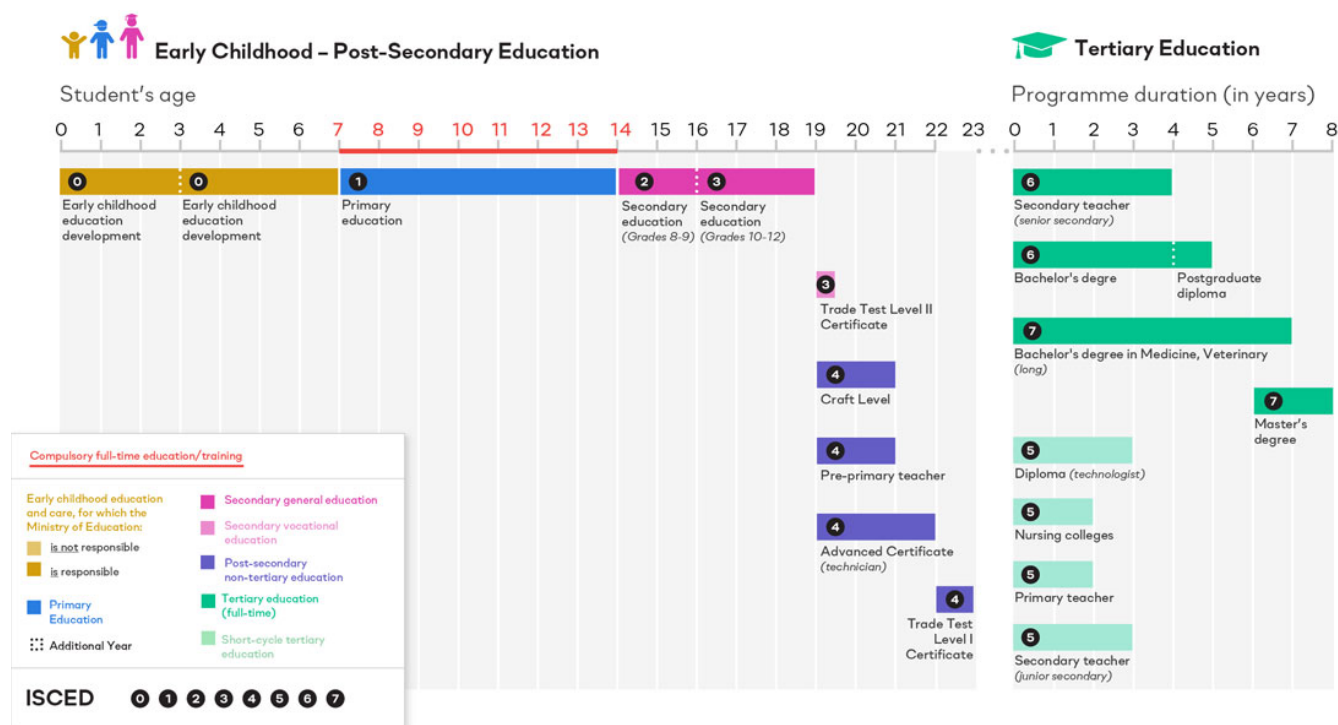 Early Childhood – Post-Secondary Education
Student's age
0 1 2 3 4 5 6 7 8 9 10 11 12 13 14 15 16 17 18 19 20 21 22 23
0
Early childhood
education
development
0
Early childhood
education
development
1
Primary
education
2
Secondary
education
(Grades 8-9)
3
Secondary
education
(Grades 10-12)
3
Trade Test Level II
Certificate
4
Craft Level
4
Pre-primary teacher
4
Advanced Certificate
(technician)
4
Trade Test
Level I
Certificate
Tertiary Education
Programme duration (in years)
0 1 2 3 4 5 6 7 8
6
Secondary teacher
(senior secondary)
6
Bachelor's degre
Postgraduate
diploma
7
Bachelor's degree in Medicine, Veterinary
(long)
7
Master's
degree
5
Diploma (technologist)
5
Nursing colleges
5
Primary teacher
5
Secondary teacher
(junior secondary)
Compulsory full-time education/training
Early childhood education
and care, for which the
Ministry of Education:
is not responsible
is responsible
Primary
Education
Additional Year
Secondary general education
Secondary vocational
education
Post-secondary
non-tertiary education
Tertiary education
(full-time)
Short-cycle tertiary
education
ISCED 0 1 2 3 4 5 6 7